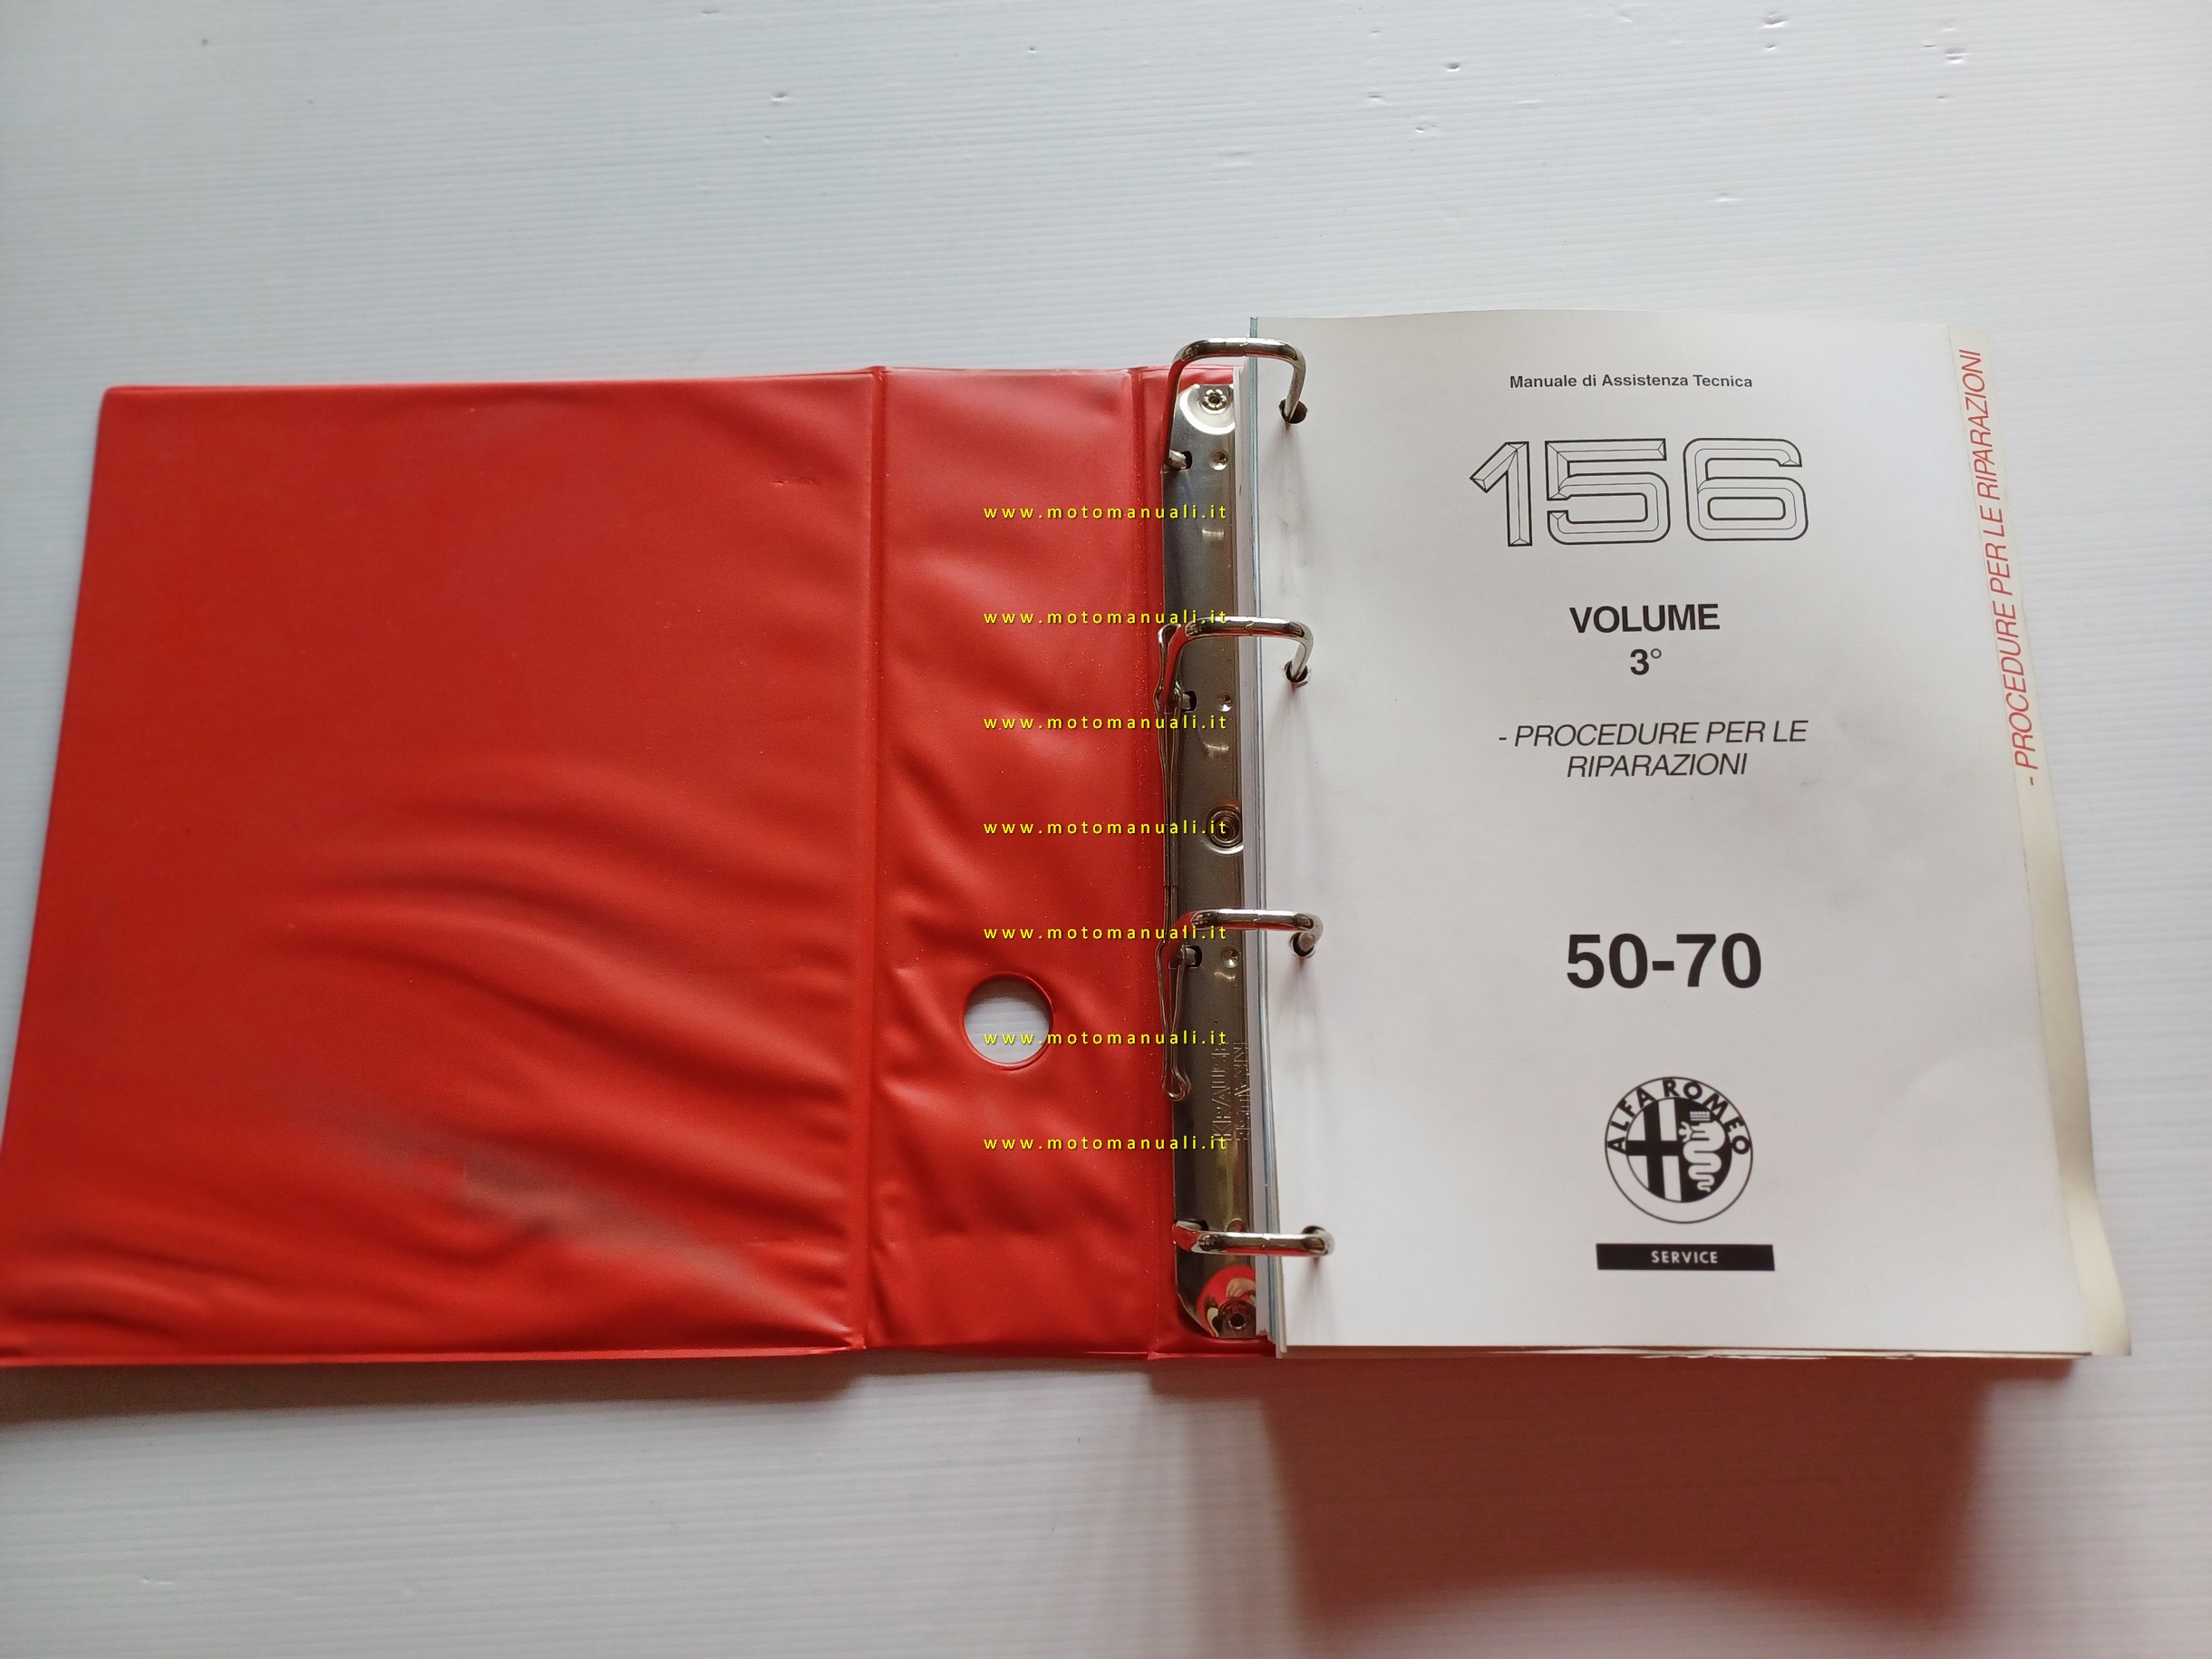 Manuale di Assistenza Tecnica
156
VOLUME
3°
- PROCEDURE PER LE
RIPARAZIONI
50-70
ALFA ROMEO
SERVICE
- PROCEDURE PER LE RIPARAZIONI
www.motomanuali.it
www.motomanuali.it
www.motomanuali.it
www.motomanuali.it
www.motomanuali.it
www.motomanuali.it
www.motomanuali.it